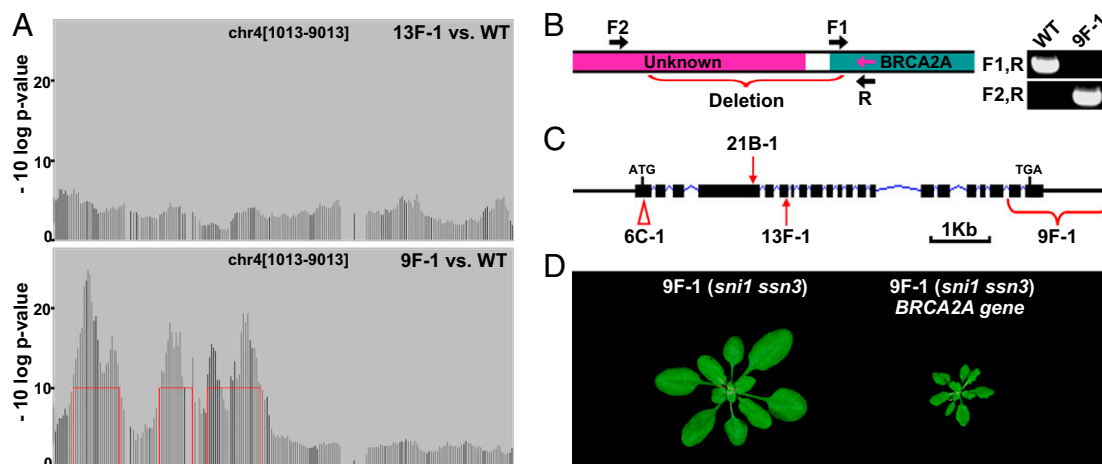 A
chr4[1013-9013] 13F-1 vs. WT
- 10 log p-value
20
10
0
chr4[1013-9013] 9F-1 vs. WT
- 10 log p-value
20
10
0
B
F2 F1
Unknown BRCA2A
Deletion R
WT 9F-1
F1,R
F2,R
C
21B-1
ATG TGA
6C-1 13F-1 1Kb 9F-1
D
9F-1 (sni1 ssn3) 9F-1 (sni1 ssn3)
BRCA2A gene